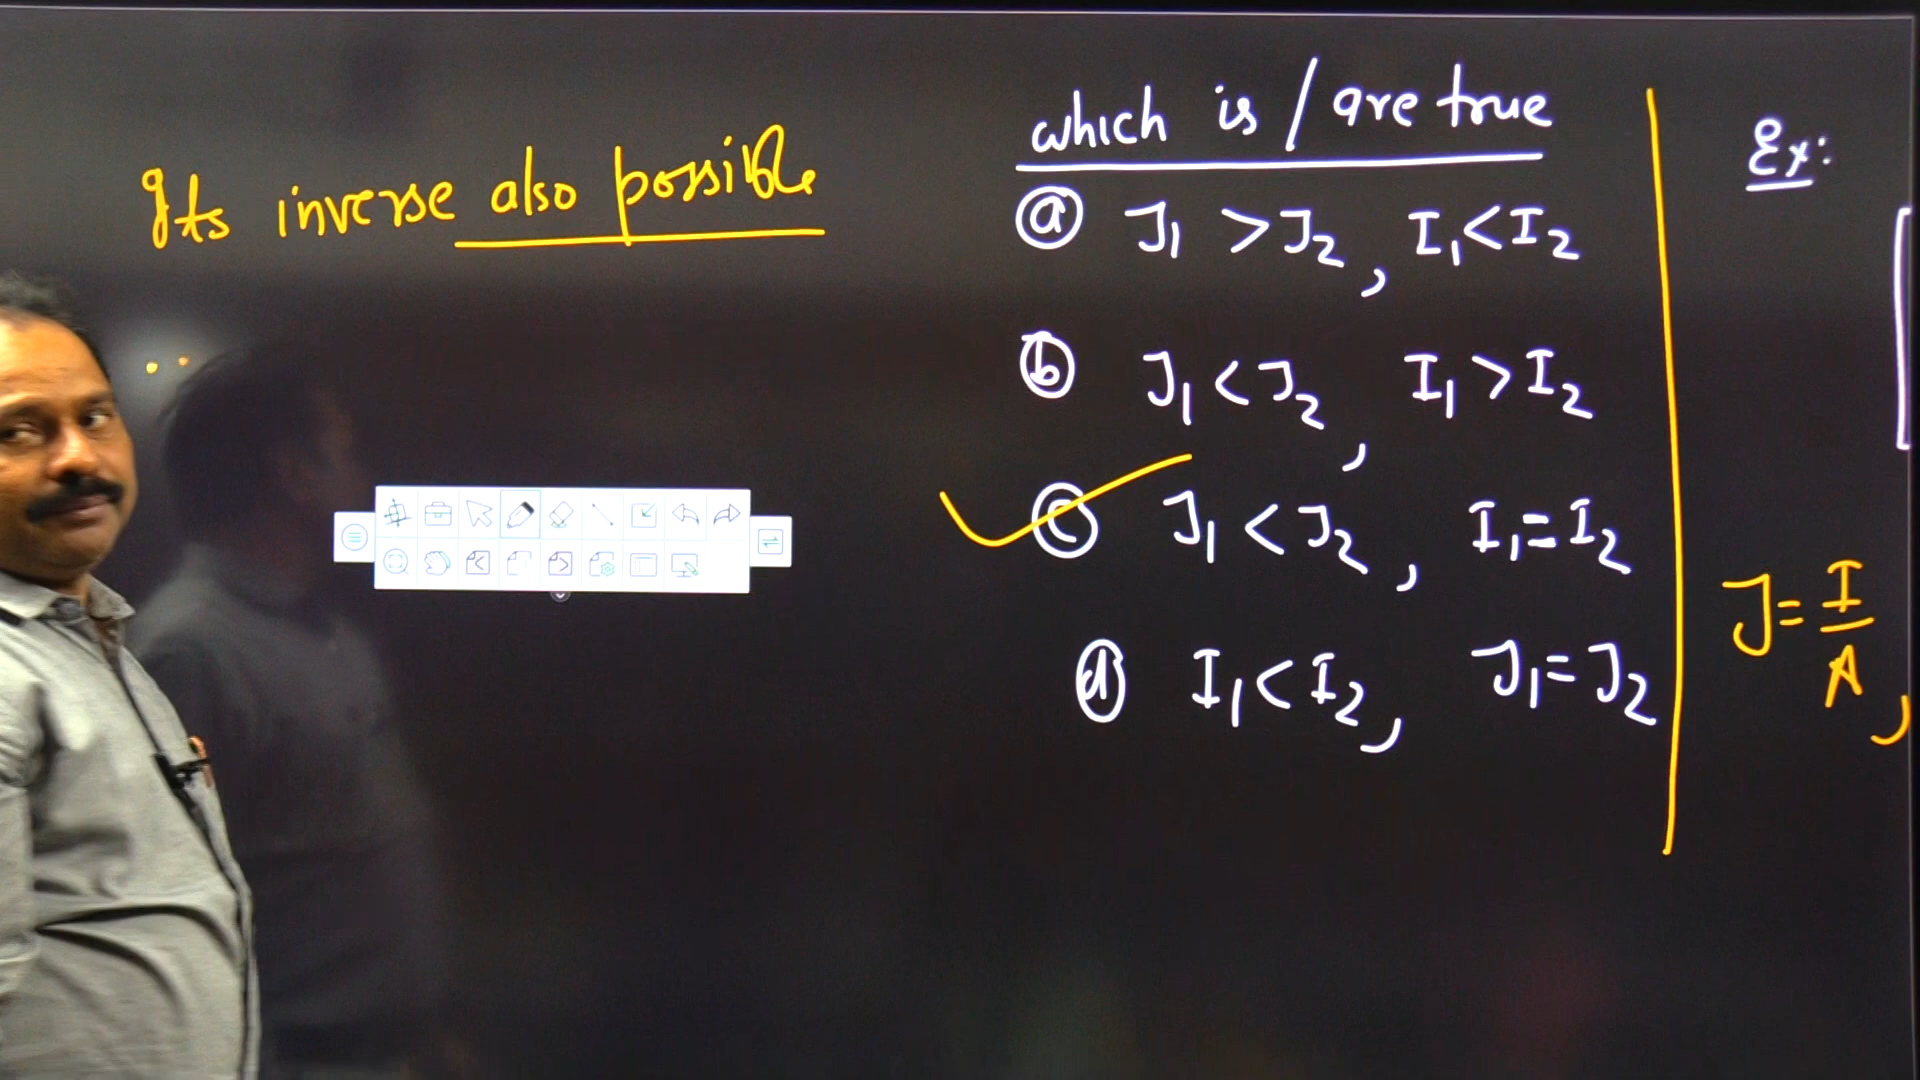 Its inverse also possible
which is / are true
(a) J₁ > J₂, I₁ < I₂
(b) J₁ < J₂, I₁ > I₂
(c) J₁ < J₂, I₁ = I₂
(d) I₁ < I₂, J₁ = J₂
Ex:
J = I/A,